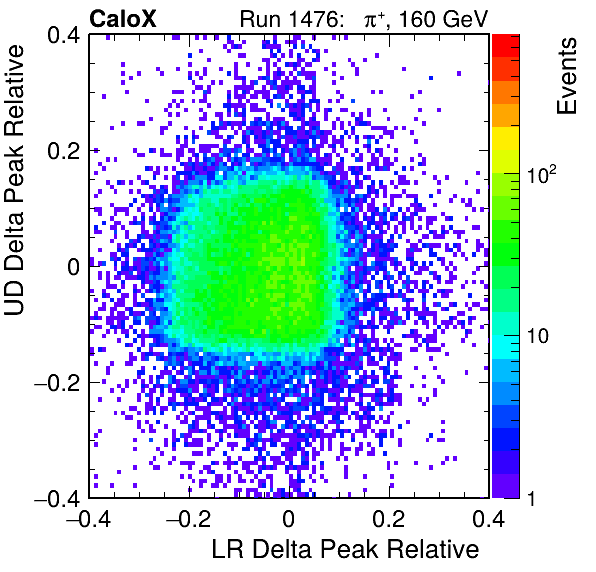 CaloX Run 1476: π⁺, 160 GeV
0.4
0.2
0
−0.2
−0.4
−0.4 −0.2 0 0.2 0.4
LR Delta Peak Relative
UD Delta Peak Relative
Events
10²
10
1